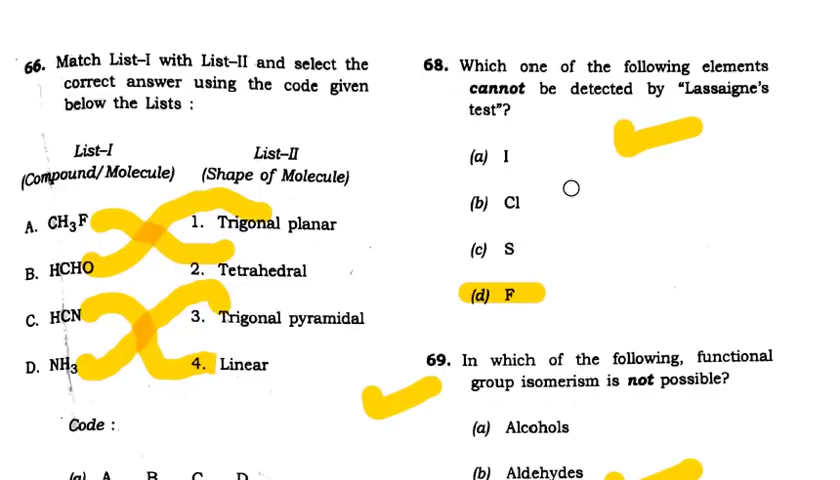 66. Match List–I with List–II and select the
correct answer using the code given
below the Lists :
List–I List–II
(Compound/Molecule) (Shape of Molecule)
A. CH3F 1. Trigonal planar
B. HCHO 2. Tetrahedral
C. HCN 3. Trigonal pyramidal
D. NH3 4. Linear
Code :
(a) A B C D
68. Which one of the following elements
cannot be detected by "Lassaigne's
test"?
(a) I
(b) Cl
(c) S
(d) F
69. In which of the following, functional
group isomerism is not possible?
(a) Alcohols
(b) Aldehydes